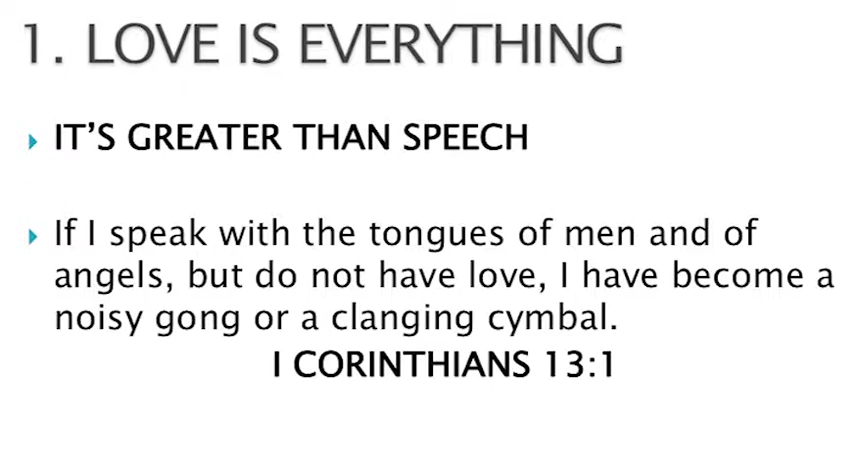 1. LOVE IS EVERYTHING
IT’S GREATER THAN SPEECH
If I speak with the tongues of men and of
angels, but do not have love, I have become a
noisy gong or a clanging cymbal.
I CORINTHIANS 13:1